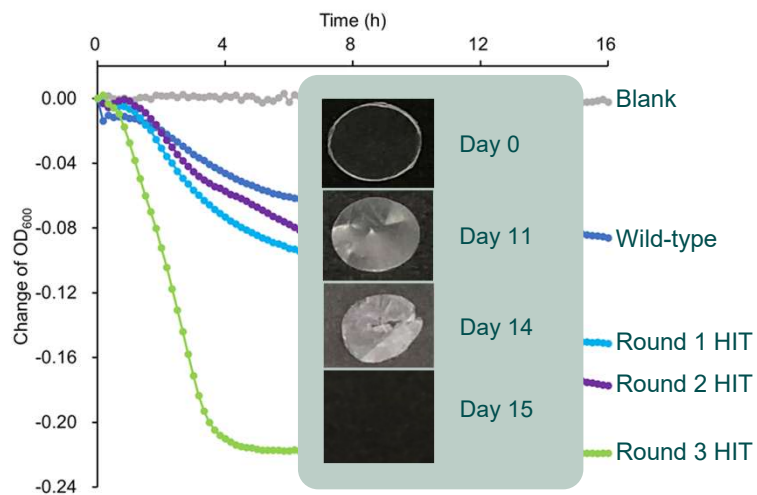 Time (h)
0 4 8 12 16
Change of OD600
0.00
-0.04
-0.08
-0.12
-0.16
-0.20
-0.24
Day 0
Day 11
Day 14
Day 15
Blank
Wild-type
Round 1 HIT
Round 2 HIT
Round 3 HIT